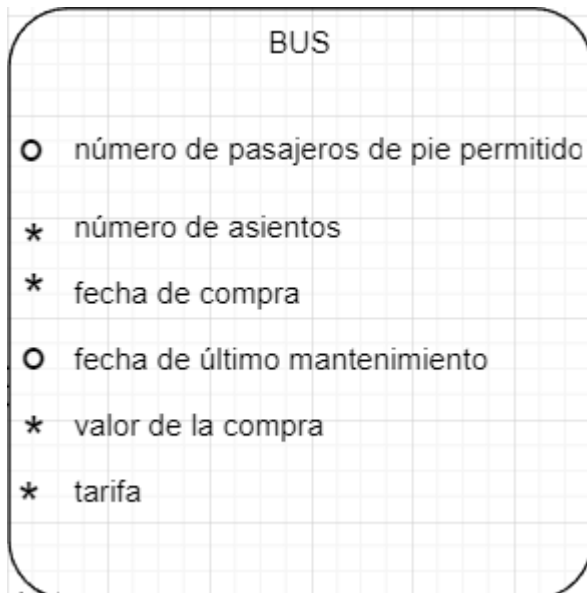 BUS
o número de pasajeros de pie permitido
* número de asientos
* fecha de compra
o fecha de último mantenimiento
* valor de la compra
* tarifa